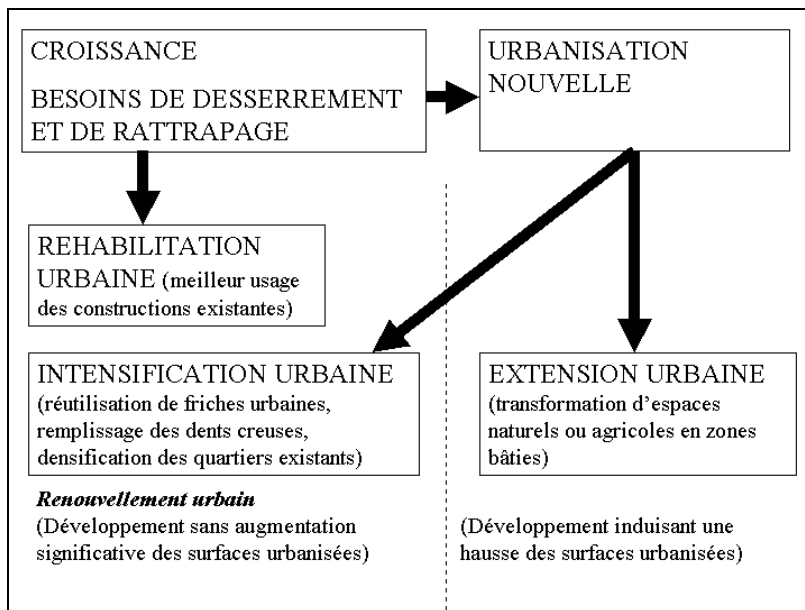 CROISSANCE
BESOINS DE DESSERREMENT
ET DE RATTRAPAGE
URBANISATION
NOUVELLE
REHABILITATION
URBAINE (meilleur usage
des constructions existantes)
INTENSIFICATION URBAINE
(réutilisation de friches urbaines,
remplissage des dents creuses,
densification des quartiers existants)
EXTENSION URBAINE
(transformation d’espaces
naturels ou agricoles en zones
bâties)
Renouvellement urbain
(Développement sans augmentation
significative des surfaces urbanisées)
(Développement induisant une
hausse des surfaces urbanisées)